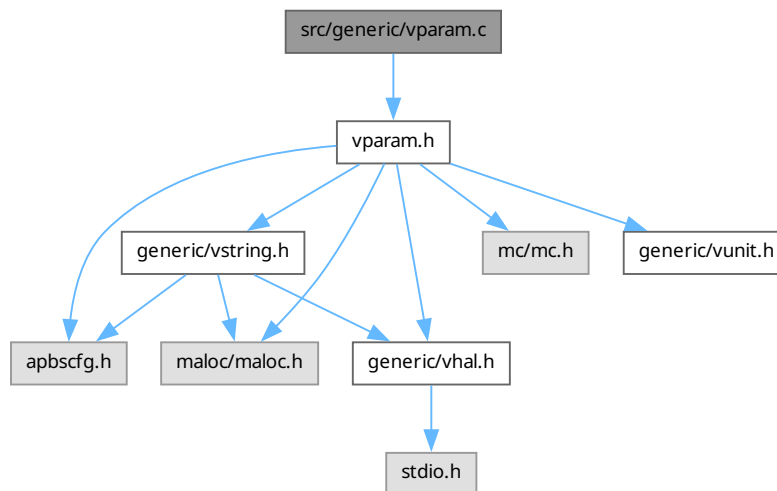 src/generic/vparam.c
vparam.h
generic/vstring.h
mc/mc.h
generic/vunit.h
apbscfg.h
maloc/maloc.h
generic/vhal.h
stdio.h